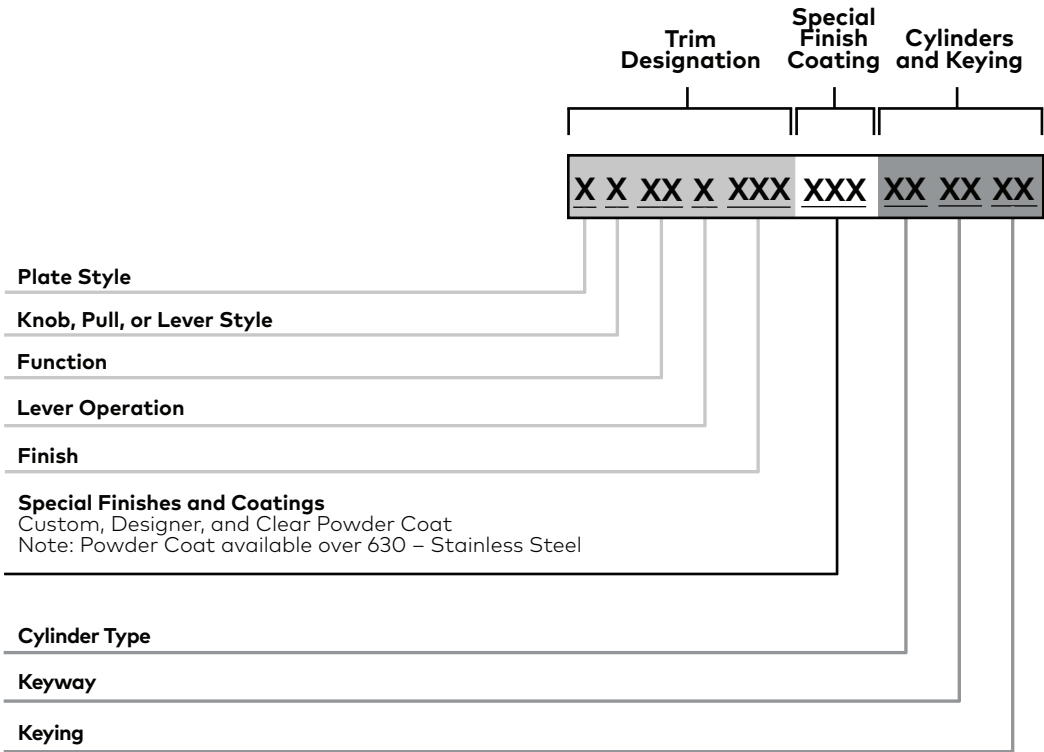 Trim
Designation
Special
Finish
Coating
Cylinders
and Keying
X X XX X XXX XXX XX XX XX
Plate Style
Knob, Pull, or Lever Style
Function
Lever Operation
Finish
Special Finishes and Coatings
Custom, Designer, and Clear Powder Coat
Note: Powder Coat available over 630 – Stainless Steel
Cylinder Type
Keyway
Keying